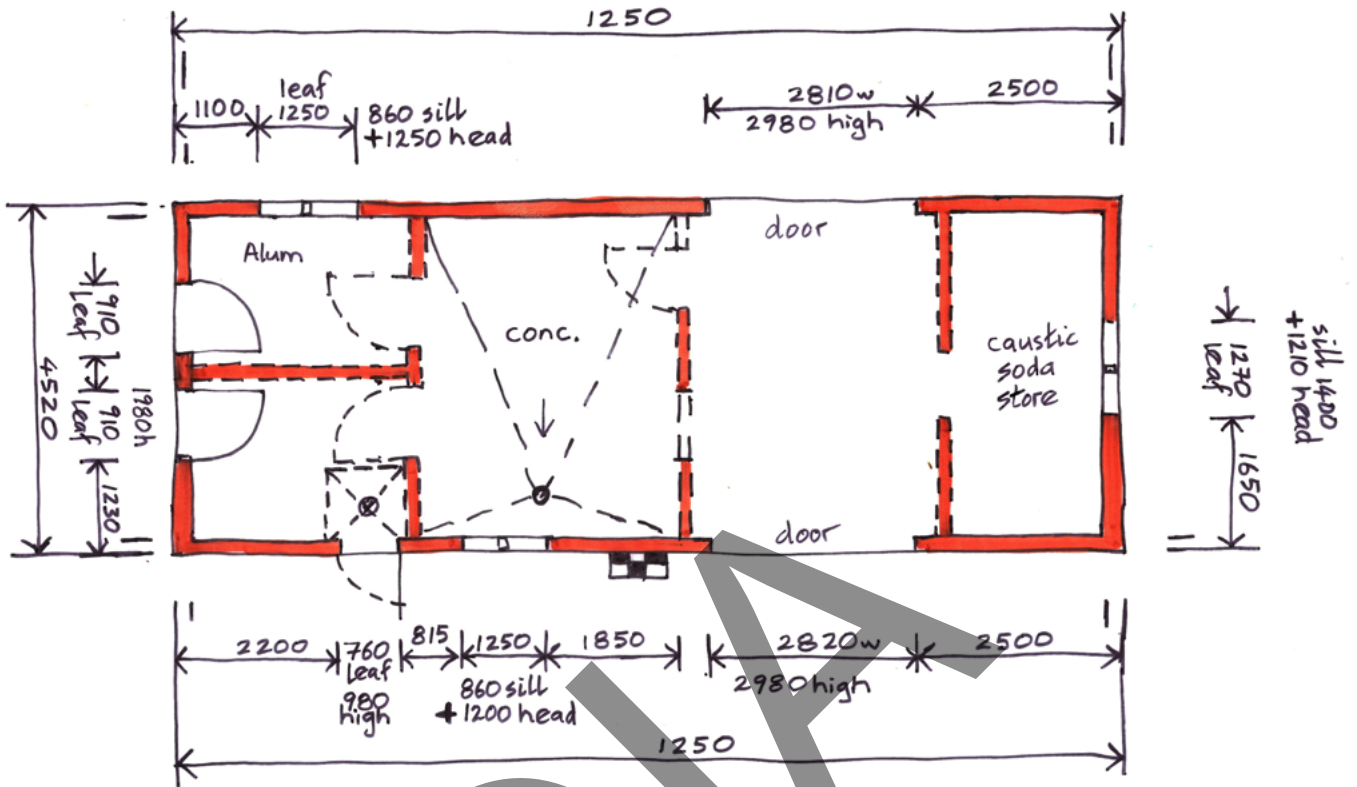 1250
leaf
1100
1250
860 sill
+1250 head
2810w
2980 high
2500
Alum
door
conc.
caustic
soda
store
door
910
leaf
910
leaf
1230
4520
1980h
1270
leaf
1650
sill 1400
+1210 head
2200
760
leaf
980
high
815
1250
860 sill
+1200 head
1850
2820w
2980 high
2500
1250